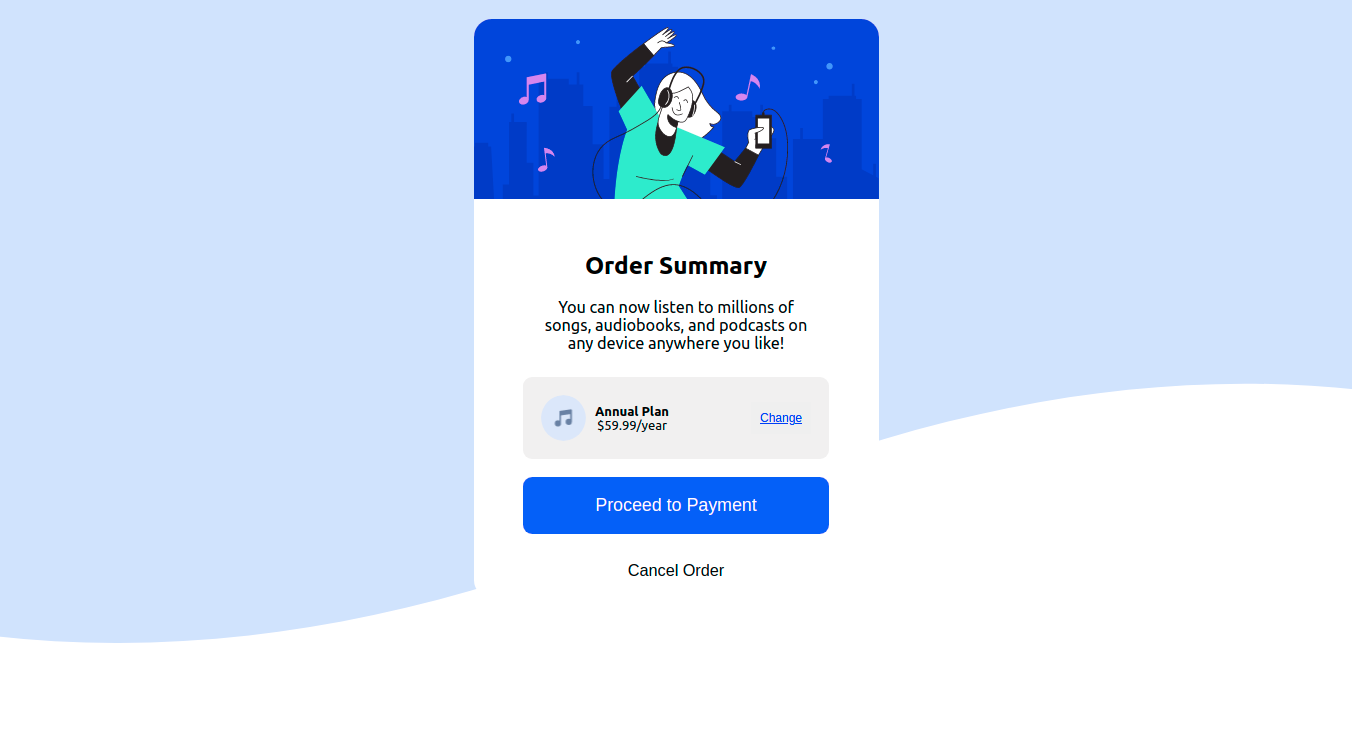 Order Summary
You can now listen to millions of
songs, audiobooks, and podcasts on
any device anywhere you like!
Annual Plan
$59.99/year
Change
Proceed to Payment
Cancel Order